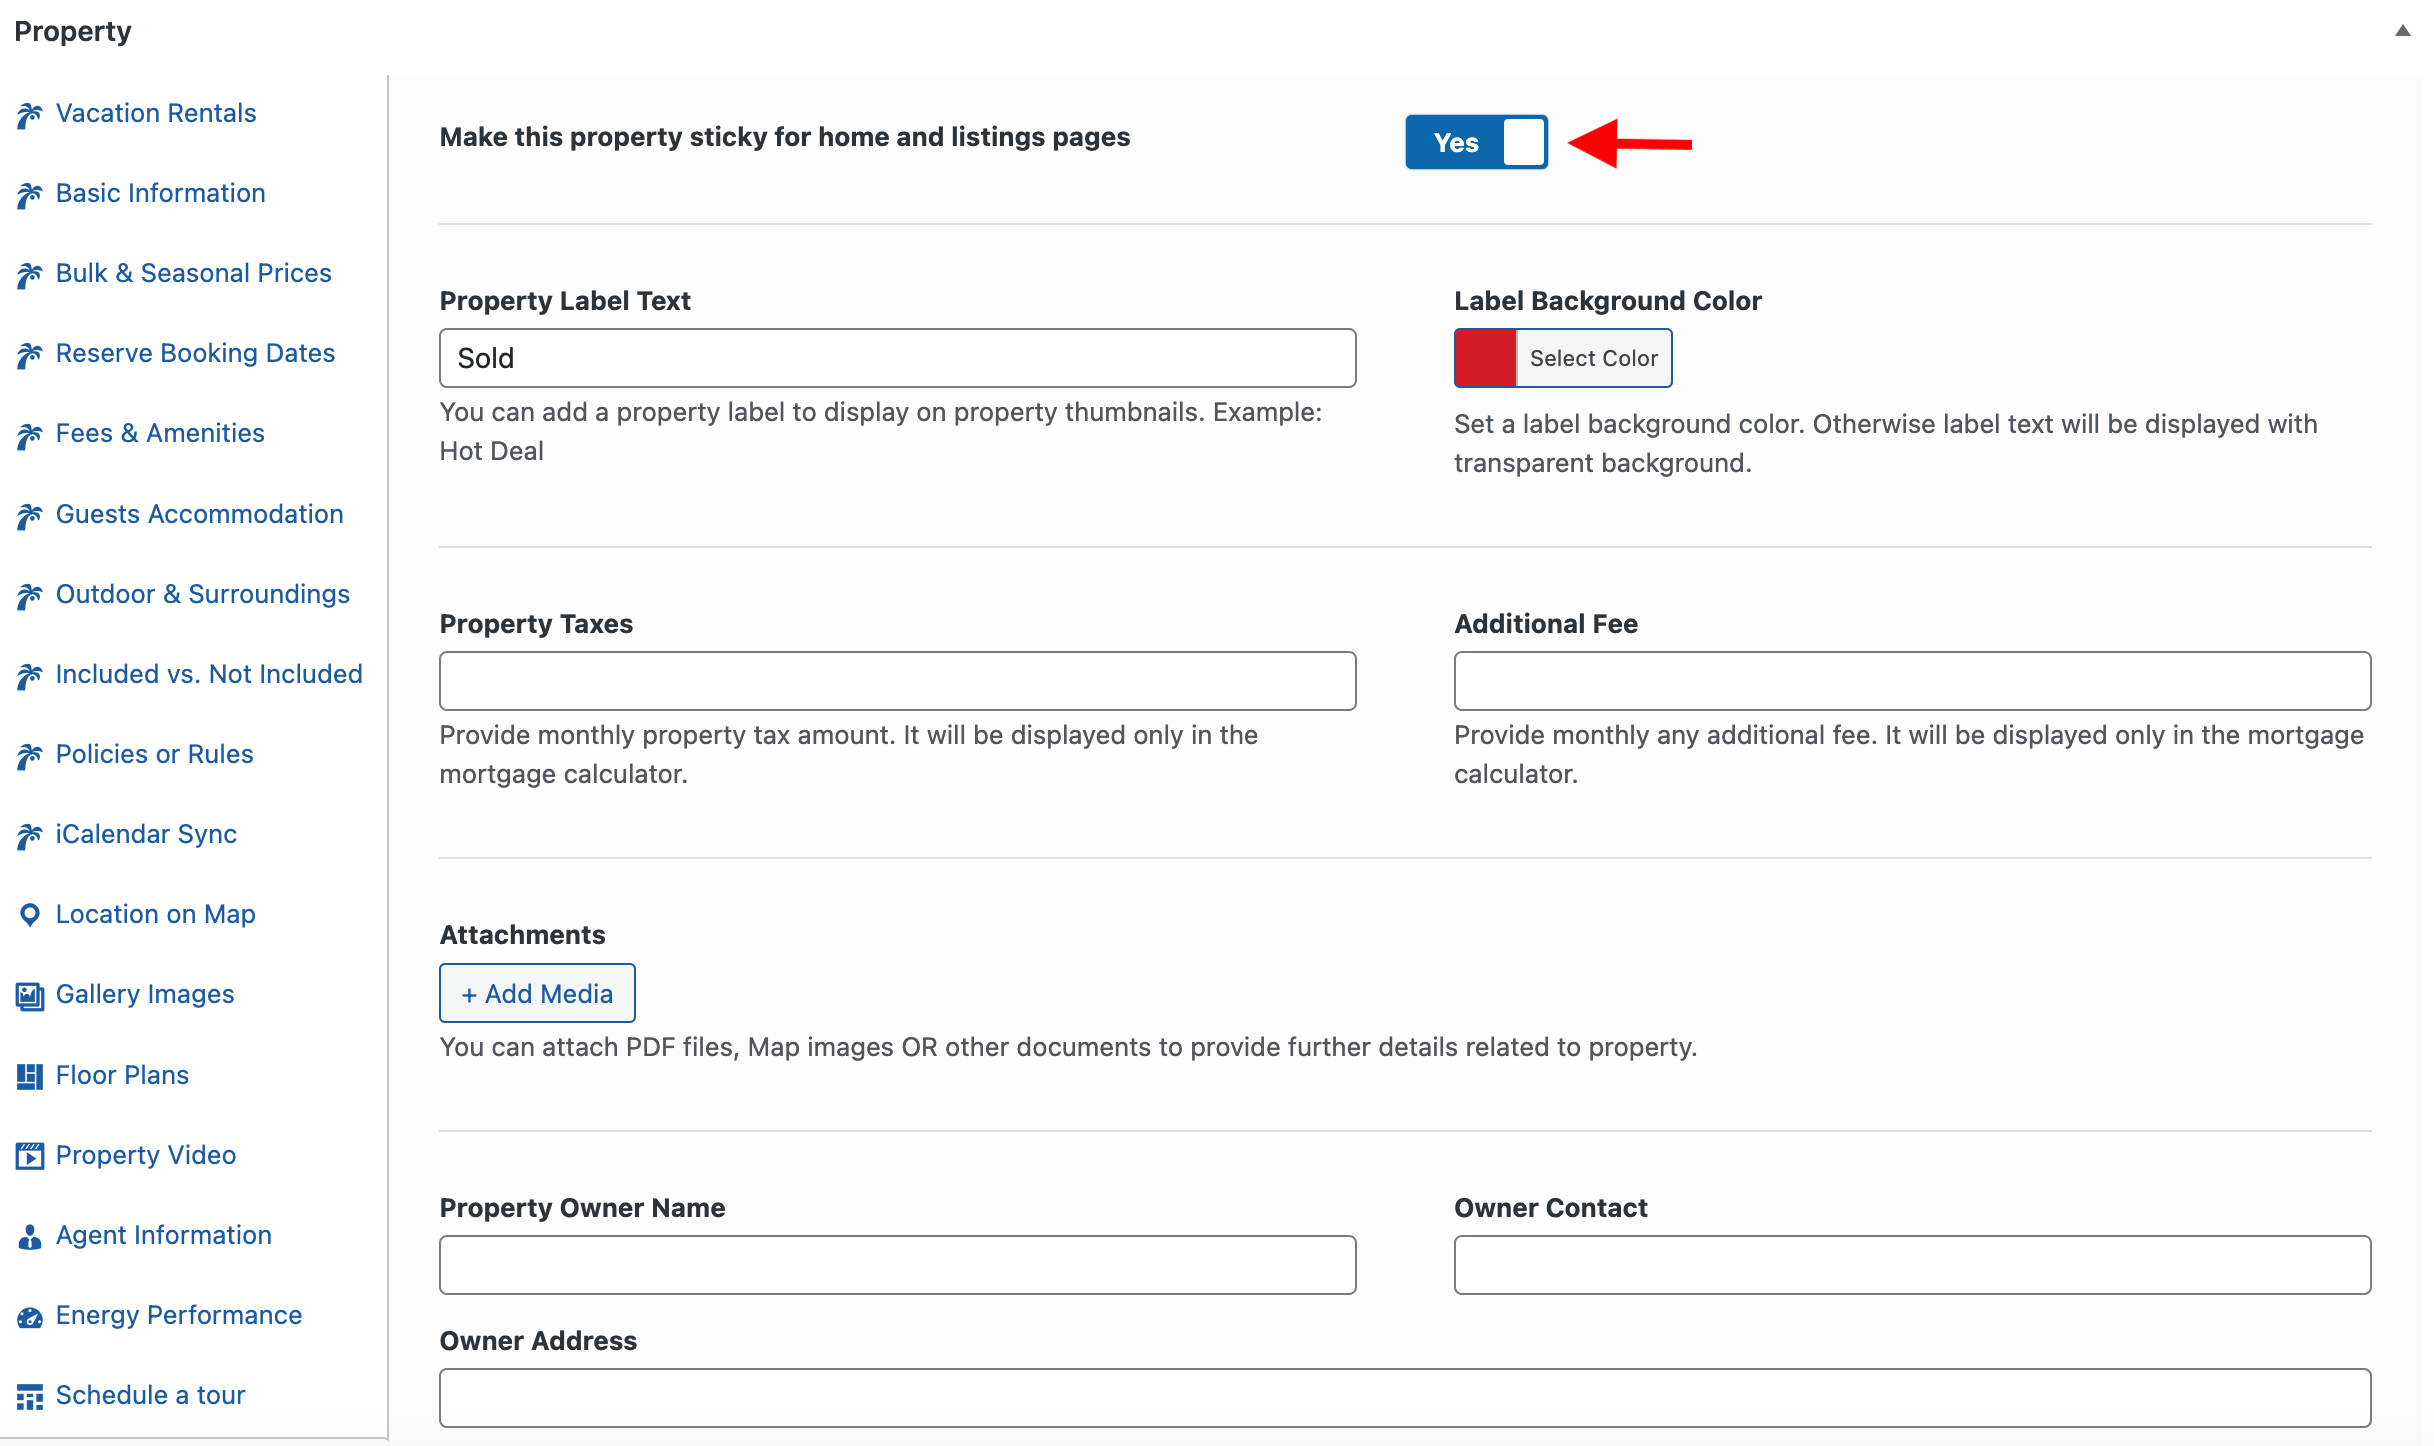 Property
Vacation Rentals
Basic Information
Bulk & Seasonal Prices
Reserve Booking Dates
Fees & Amenities
Guests Accommodation
Outdoor & Surroundings
Included vs. Not Included
Policies or Rules
iCalendar Sync
Location on Map
Gallery Images
Floor Plans
Property Video
Agent Information
Energy Performance
Schedule a tour
Make this property sticky for home and listings pages
Yes
Property Label Text
Sold
You can add a property label to display on property thumbnails. Example:
Hot Deal
Label Background Color
Select Color
Set a label background color. Otherwise label text will be displayed with
transparent background.
Property Taxes
Provide monthly property tax amount. It will be displayed only in the
mortgage calculator.
Additional Fee
Provide monthly any additional fee. It will be displayed only in the mortgage
calculator.
Attachments
+ Add Media
You can attach PDF files, Map images OR other documents to provide further details related to property.
Property Owner Name
Owner Contact
Owner Address